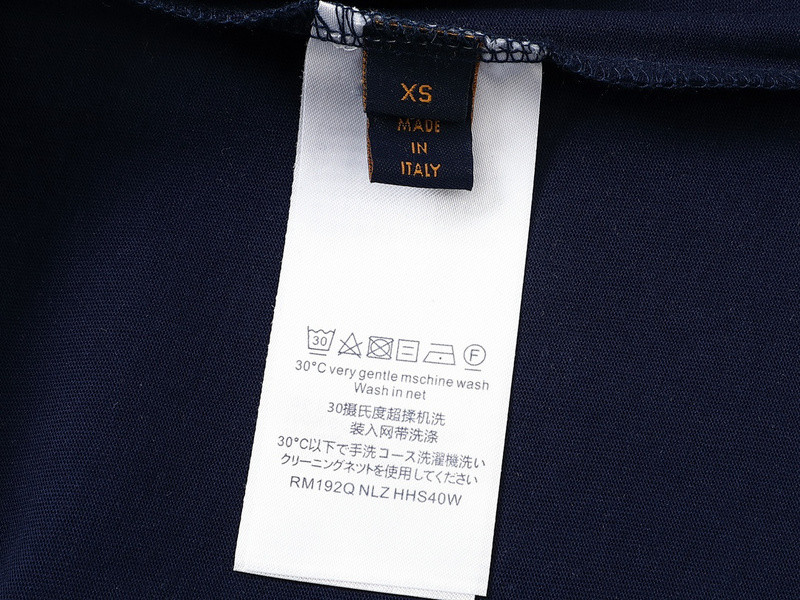 XS
MADE
IN
ITALY
30
F
30°C very gentle mschine wash
Wash in net
30摄氏度超揉机洗
装入网带洗涤
30°C以下で手洗コース洗濯機洗い
クリーニングネットを使用してください
RM192Q NLZ HHS40W